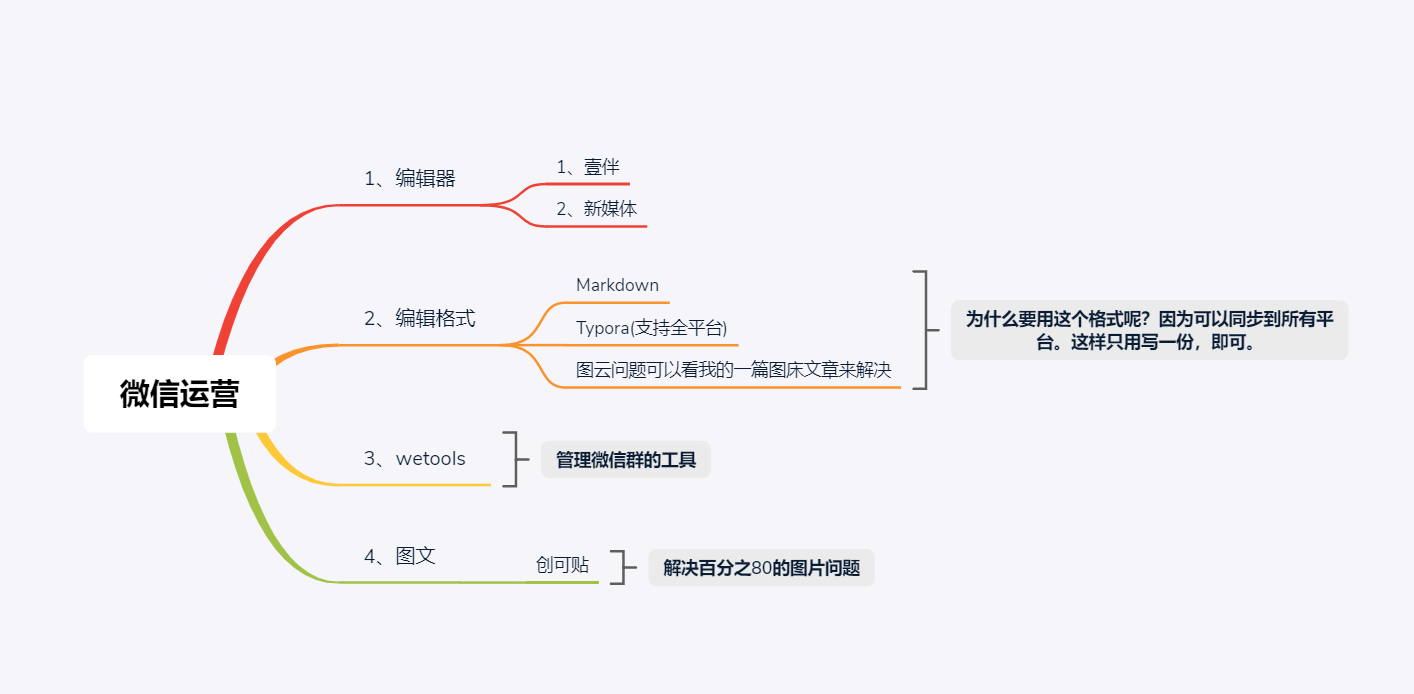 微信运营
1、编辑器
1、壹伴
2、新媒体
2、编辑格式
Markdown
Typora(支持全平台)
图云问题可以看我的一篇图床文章来解决
为什么要用这个格式呢？因为可以同步到所有平
台。这样只用写一份，即可。
3、wetools
管理微信群的工具
4、图文
创可贴
解决百分之80的图片问题